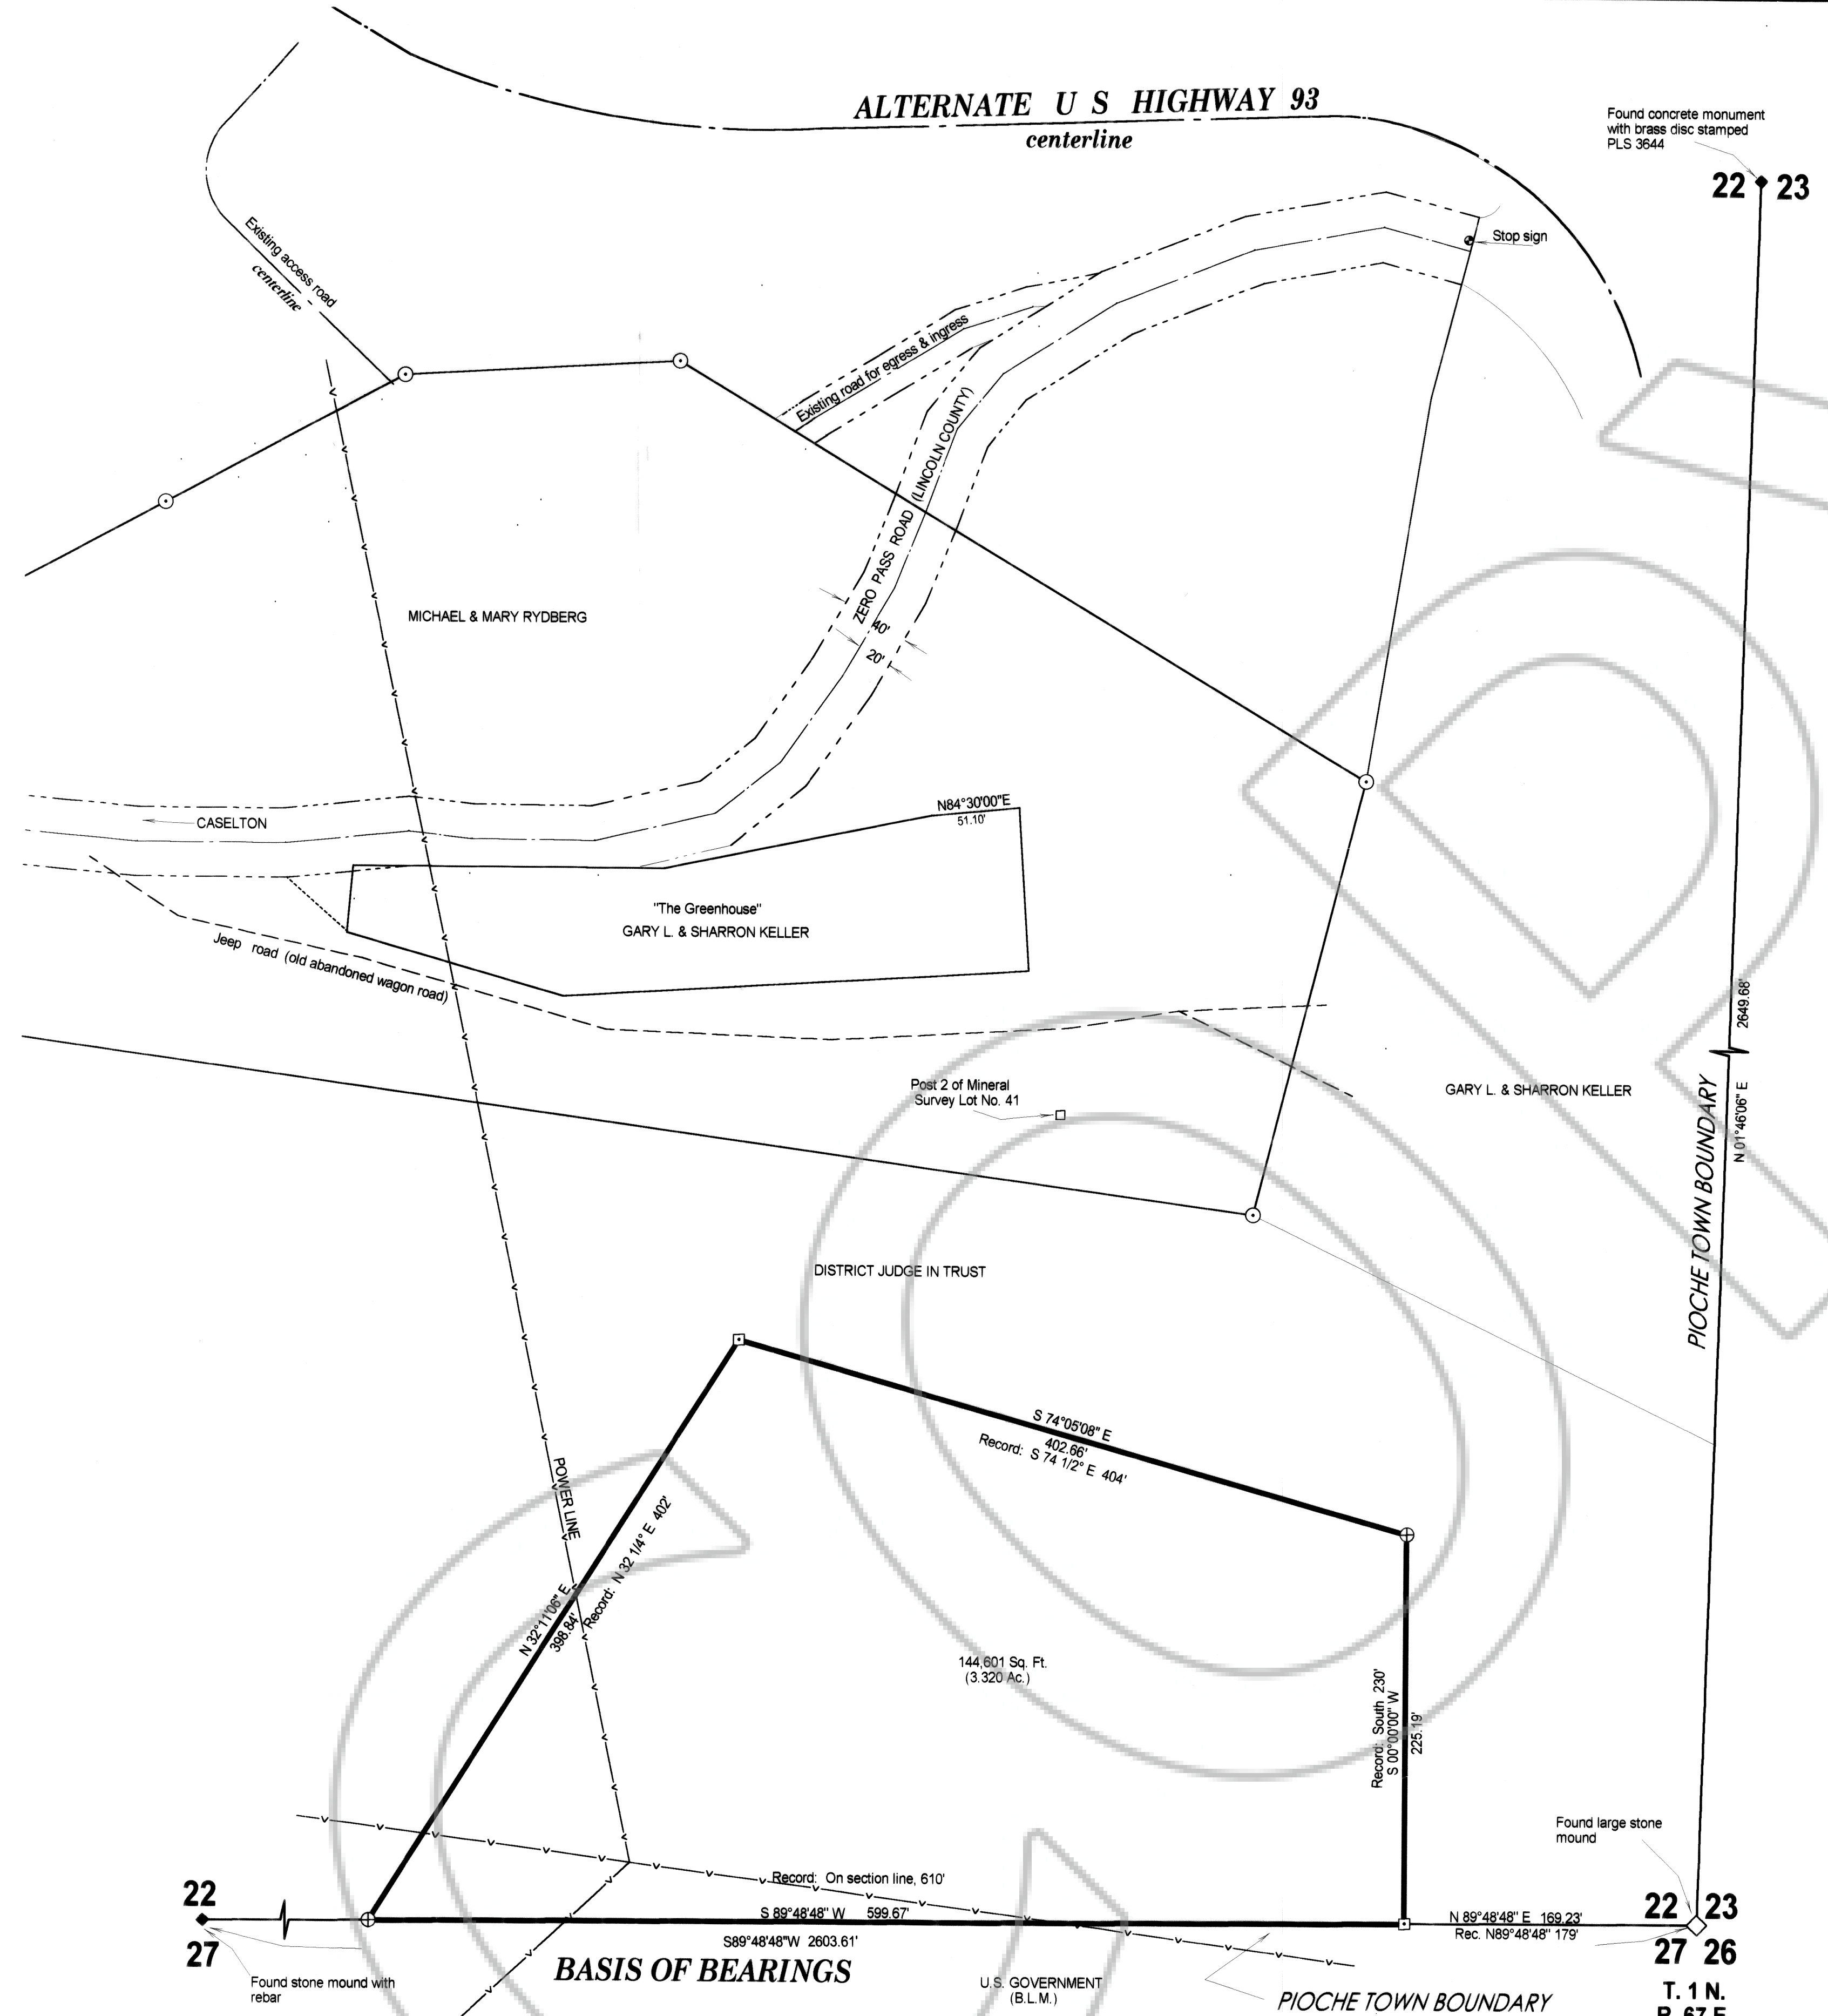 ALTERNATE U S HIGHWAY 93
centerline
Found concrete monument
with brass disc stamped
PLS 3644
22 23
Stop sign
Existing access road
centerline
Existing road for egress & ingress
ZERO PASS ROAD (LINCOLN COUNTY)
40'
20'
MICHAEL & MARY RYDBERG
CASELTON
N84°30'00"E
51.10'
"The Greenhouse"
GARY L. & SHARRON KELLER
Jeep road (old abandoned wagon road)
Post 2 of Mineral
Survey Lot No. 41
GARY L. & SHARRON KELLER
PIOCHE TOWN BOUNDARY
N 01°46'06" E 2649.68'
DISTRICT JUDGE IN TRUST
S 74°05'08" E
402.66'
Record: S 74 1/2° E 404'
POWER LINE
N 32°11'06" E
398.84'
Record: N 32 1/4° E 402'
144,601 Sq. Ft.
(3.320 Ac.)
Record: South 230'
S 00°00'00" W
225.19'
Found large stone
mound
Record: On section line, 610'
S 89°48'48" W 599.67'
S89°48'48"W 2603.61'
BASIS OF BEARINGS
22
27
Found stone mound with
rebar
N 89°48'48" E 169.23'
Rec. N89°48'48" 179'
22 23
27 26
U.S. GOVERNMENT
(B.L.M.)
PIOCHE TOWN BOUNDARY
T. 1 N.
R. 67 E.